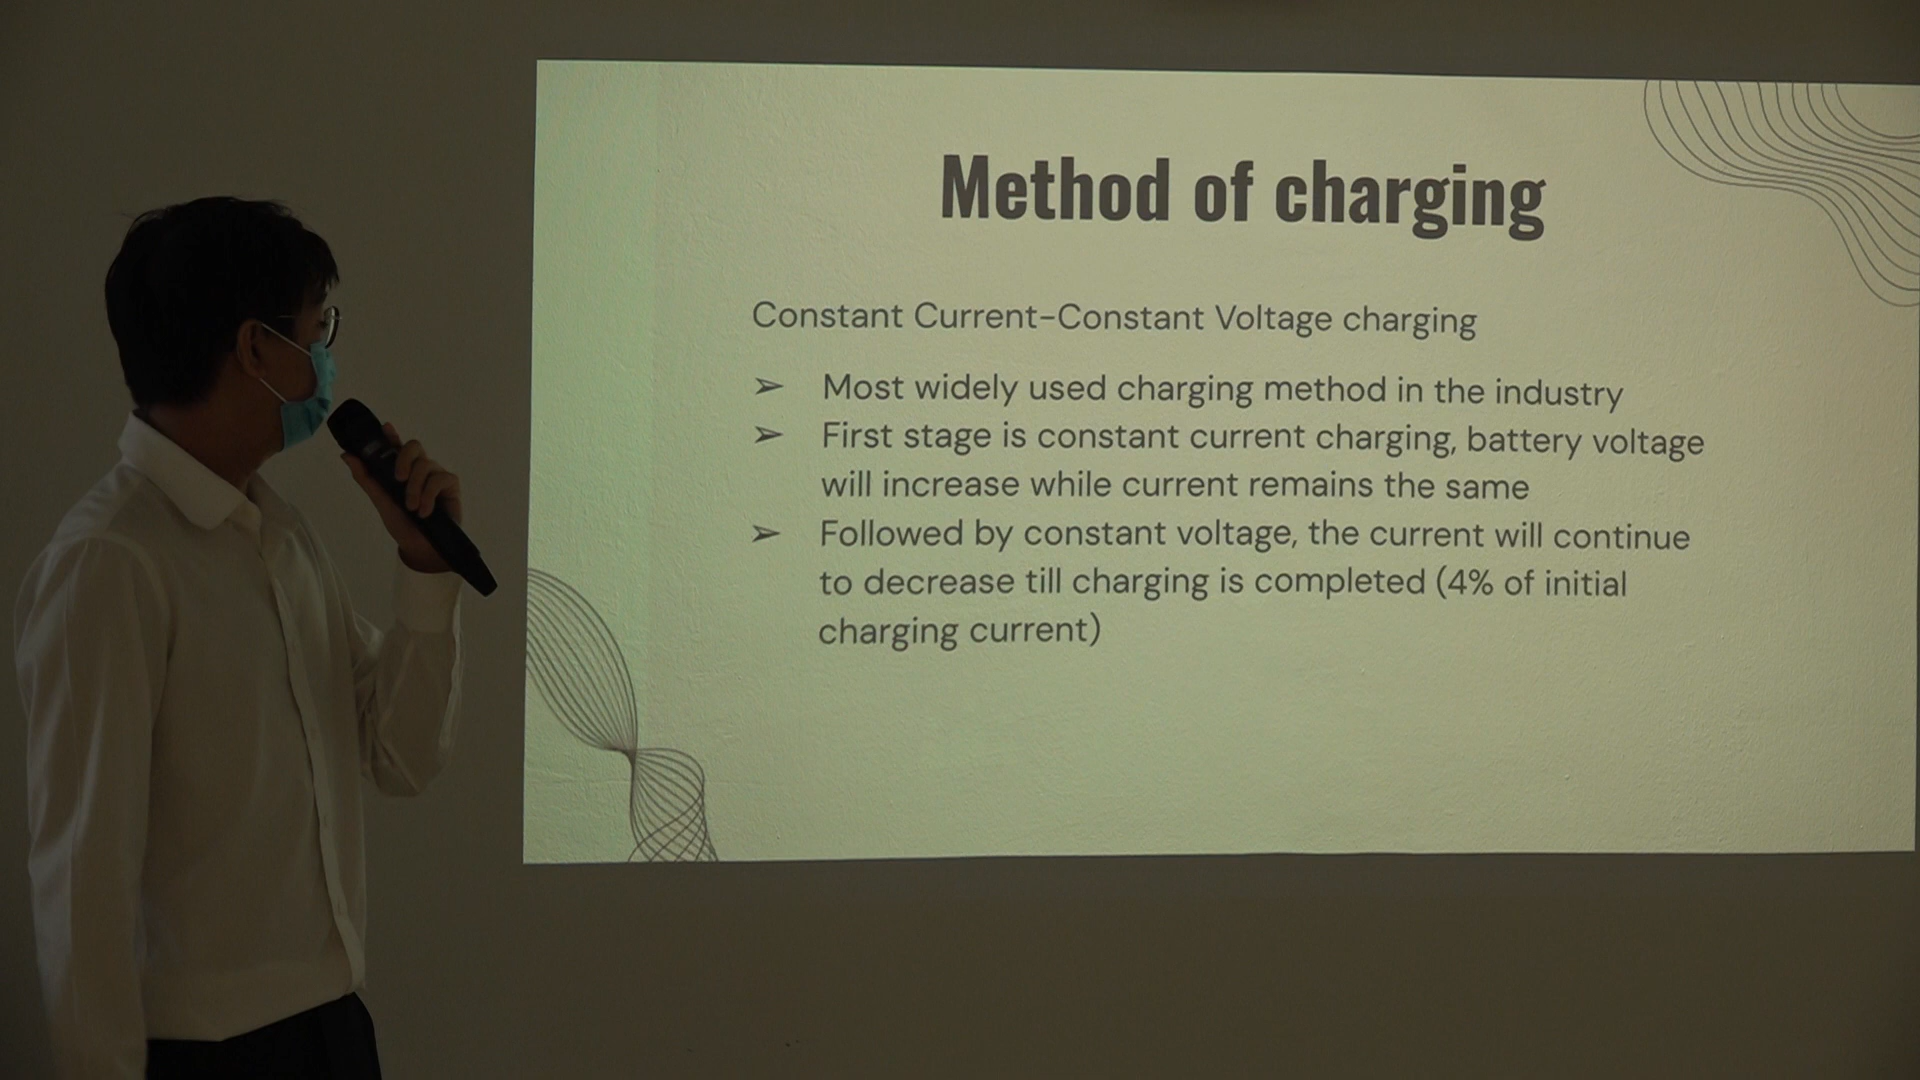 Method of charging
Constant Current-Constant Voltage charging
➢ Most widely used charging method in the industry
➢ First stage is constant current charging, battery voltage
will increase while current remains the same
➢ Followed by constant voltage, the current will continue
to decrease till charging is completed (4% of initial
charging current)